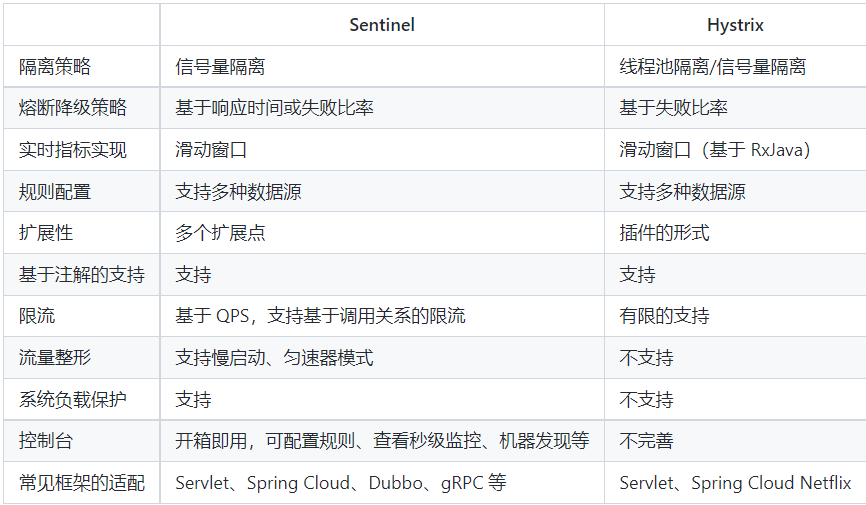 Sentinel Hystrix
隔离策略 信号量隔离 线程池隔离/信号量隔离
熔断降级策略 基于响应时间或失败比率 基于失败比率
实时指标实现 滑动窗口 滑动窗口（基于 RxJava）
规则配置 支持多种数据源 支持多种数据源
扩展性 多个扩展点 插件的形式
基于注解的支持 支持 支持
限流 基于 QPS，支持基于调用关系的限流 有限的支持
流量整形 支持慢启动、匀速器模式 不支持
系统负载保护 支持 不支持
控制台 开箱即用，可配置规则、查看秒级监控、机器发现等 不完善
常见框架的适配 Servlet、Spring Cloud、Dubbo、gRPC 等 Servlet、Spring Cloud Netflix